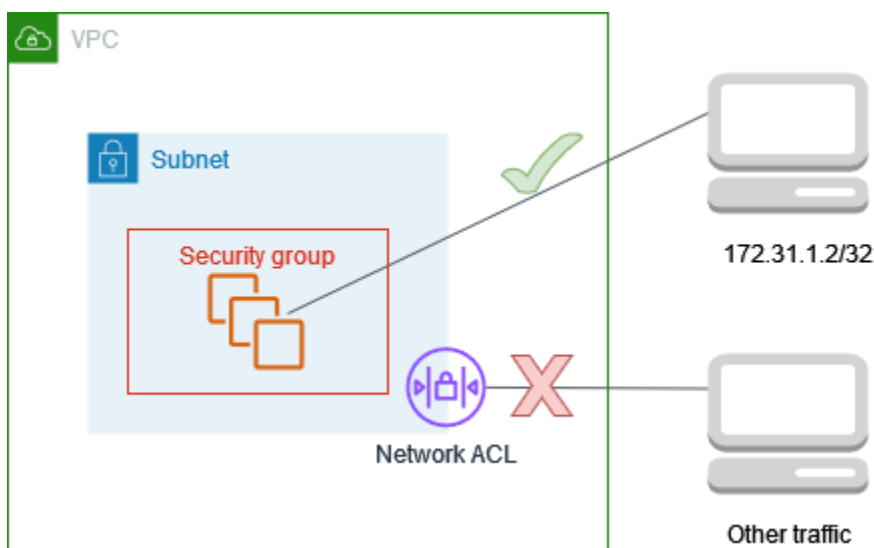 VPC
Subnet
Security group
172.31.1.2/32
Network ACL
Other traffic